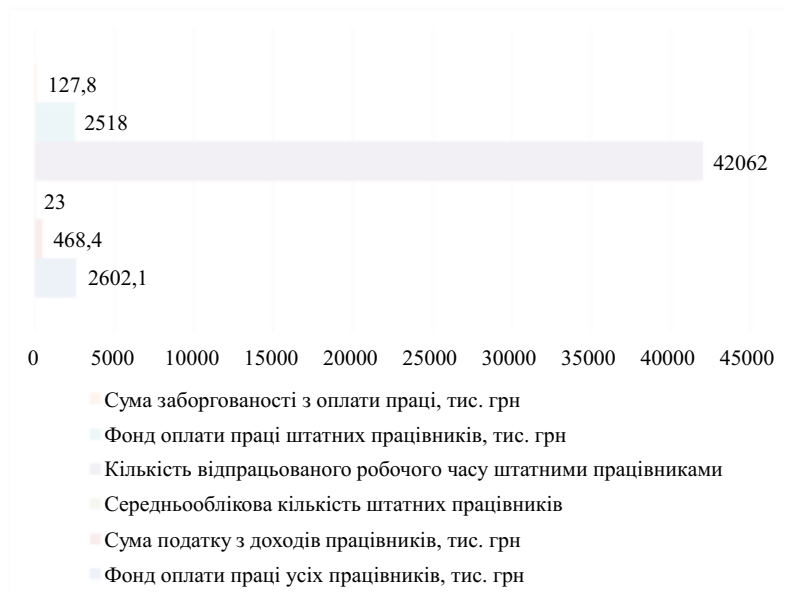 127,8
2518
42062
23
468,4
2602,1
0 5000 10000 15000 20000 25000 30000 35000 40000 45000
Сума заборгованості з оплати праці, тис. грн
Фонд оплати праці штатних працівників, тис. грн
Кількість відпрацьованого робочого часу штатними працівниками
Середньооблікова кількість штатних працівників
Сума податку з доходів працівників, тис. грн
Фонд оплати праці усіх працівників, тис. грн